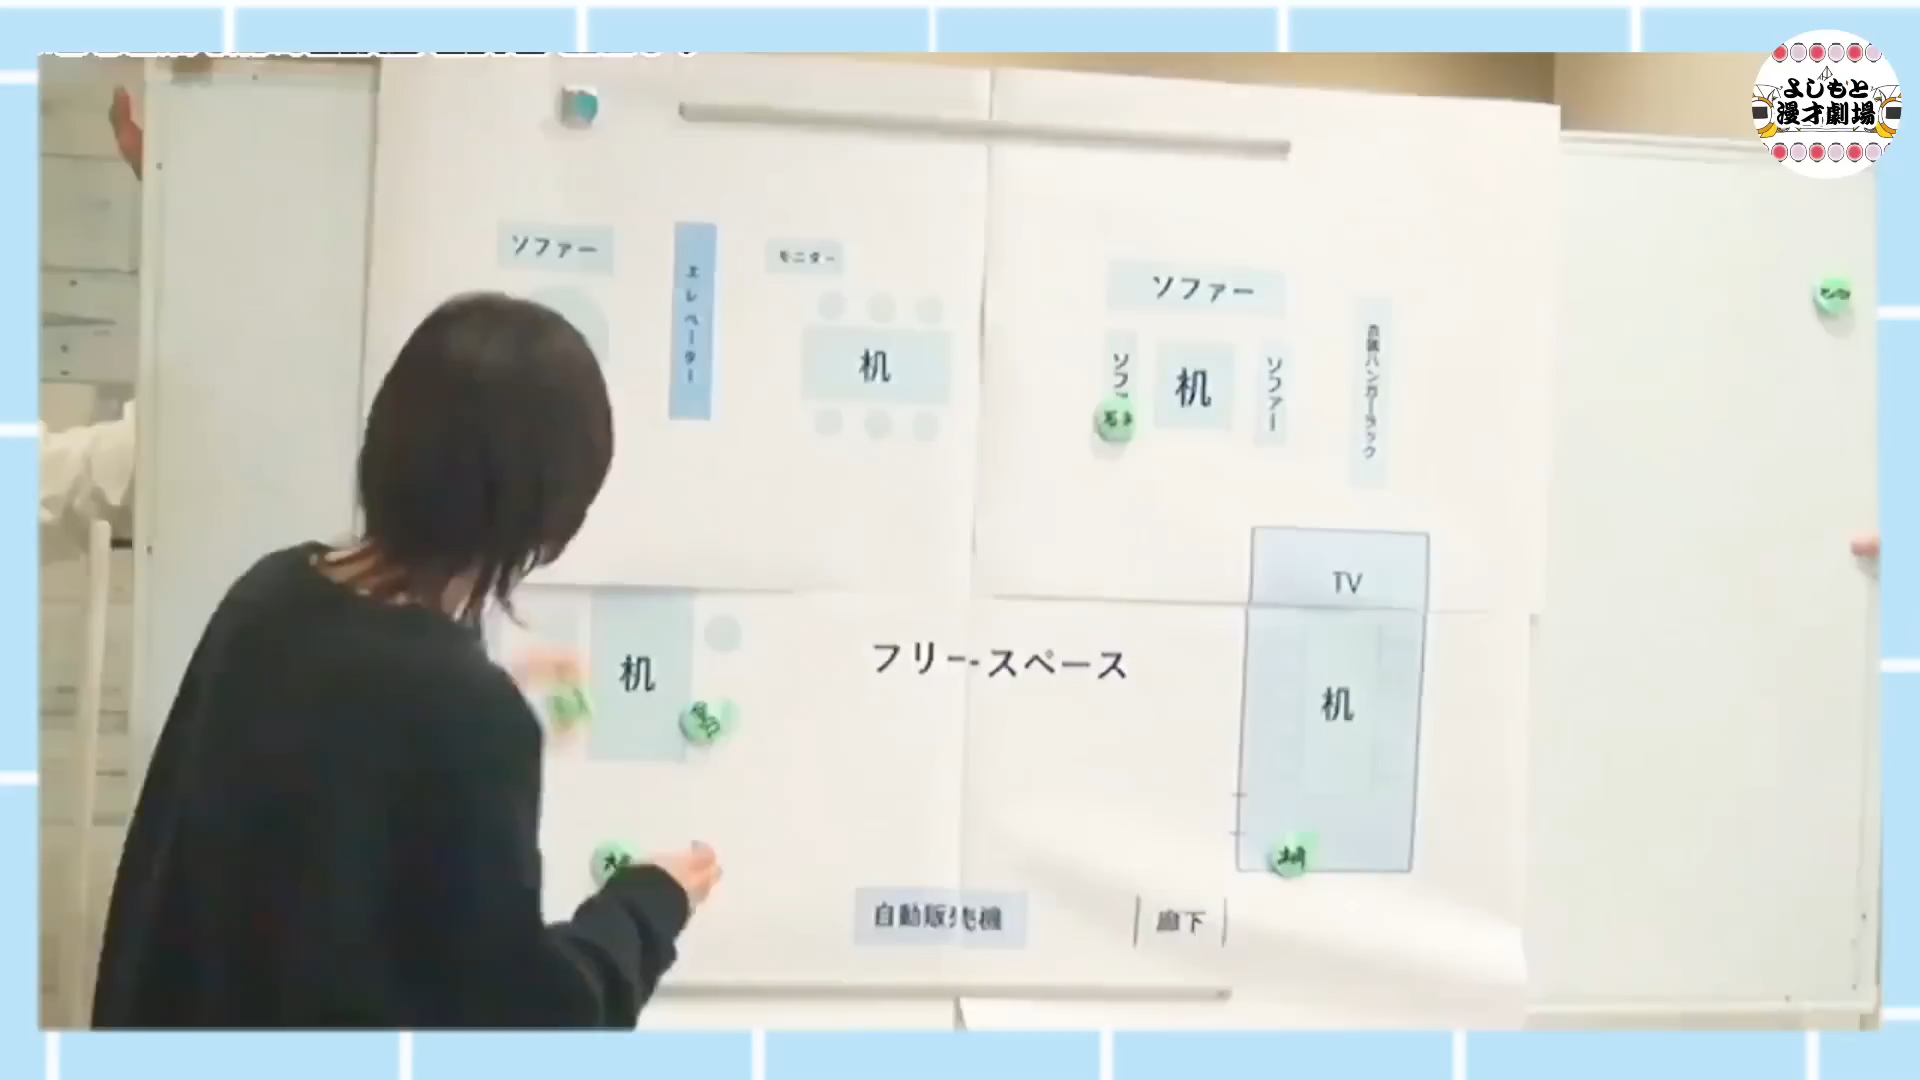 よしもと
漫才劇場
ソファー
エレベーター
モニター
机
ソファー
ソファー
机
ソファー
衣装ハンガーラック
TV
机
机
フリースペース
自動販売機
廊下